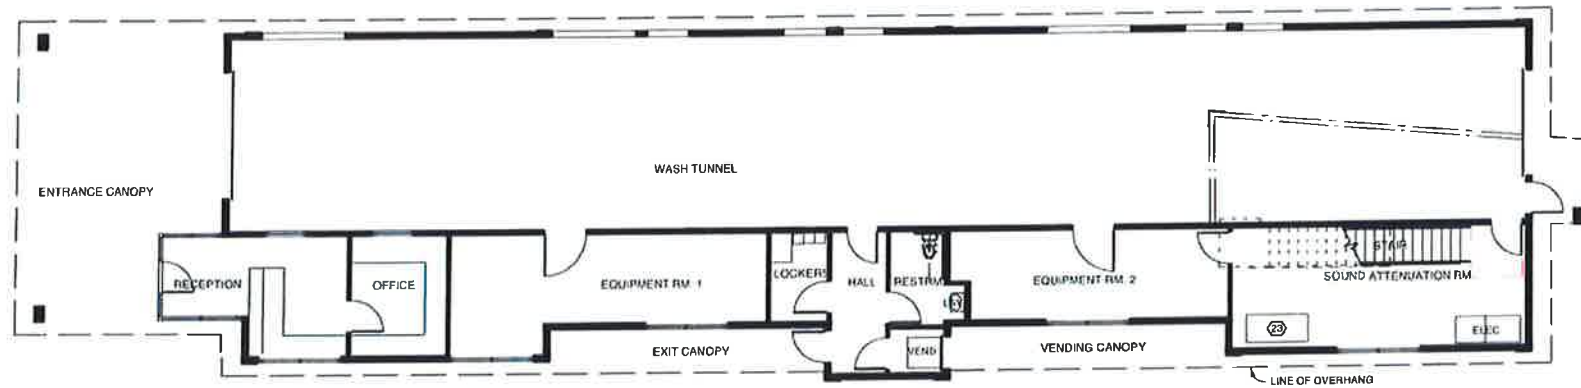 ENTRANCE CANOPY
WASH TUNNEL
RECEPTION
OFFICE
EQUIPMENT RM. 1
LOCKERS
HALL
RESTRM
LAV
EQUIPMENT RM. 2
STAIR
SOUND ATTENUATION RM.
23
ELEC
EXIT CANOPY
VEND
VENDING CANOPY
LINE OF OVERHANG